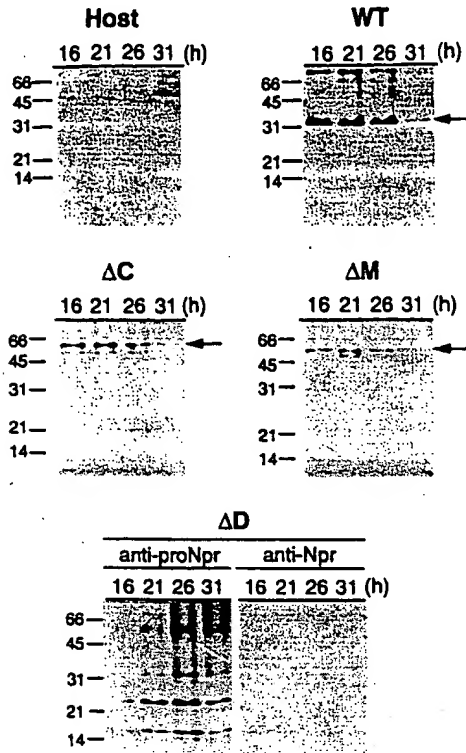 Host WT
16 21 26 31 (h) 16 21 26 31 (h)
66 66
45 45
31 31
21 21
14 14
ΔC ΔM
16 21 26 31 (h) 16 21 26 31 (h)
66 66
45 45
31 31
21 21
14 14
ΔD
anti-proNpr anti-Npr
16 21 26 31 16 21 26 31 (h)
66
45
31
21
14